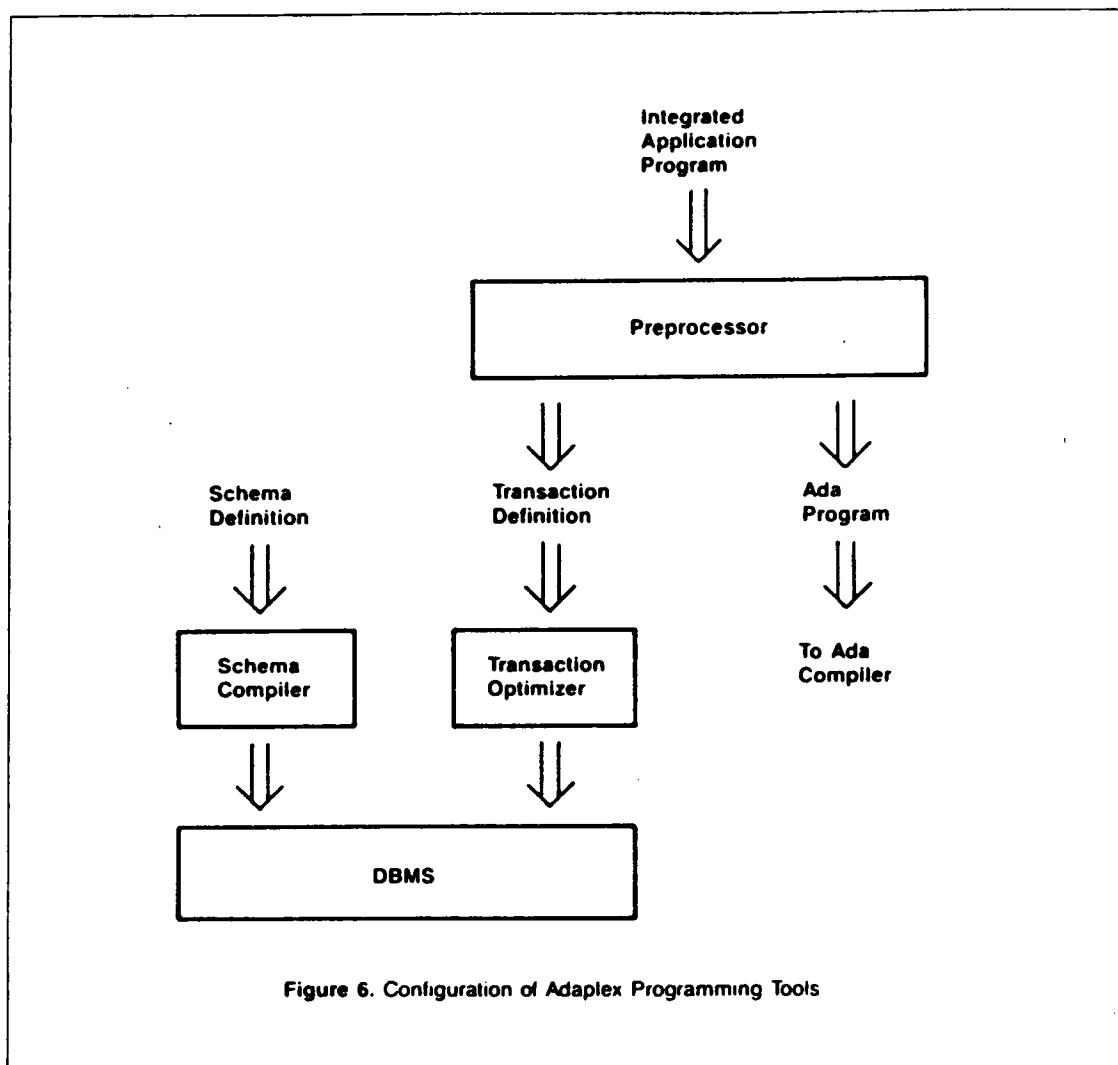 Integrated
Application
Program
Preprocessor
Schema
Definition
Transaction
Definition
Ada
Program
Schema
Compiler
Transaction
Optimizer
To Ada
Compiler
DBMS
Figure 6. Configuration of Adaplex Programming Tools